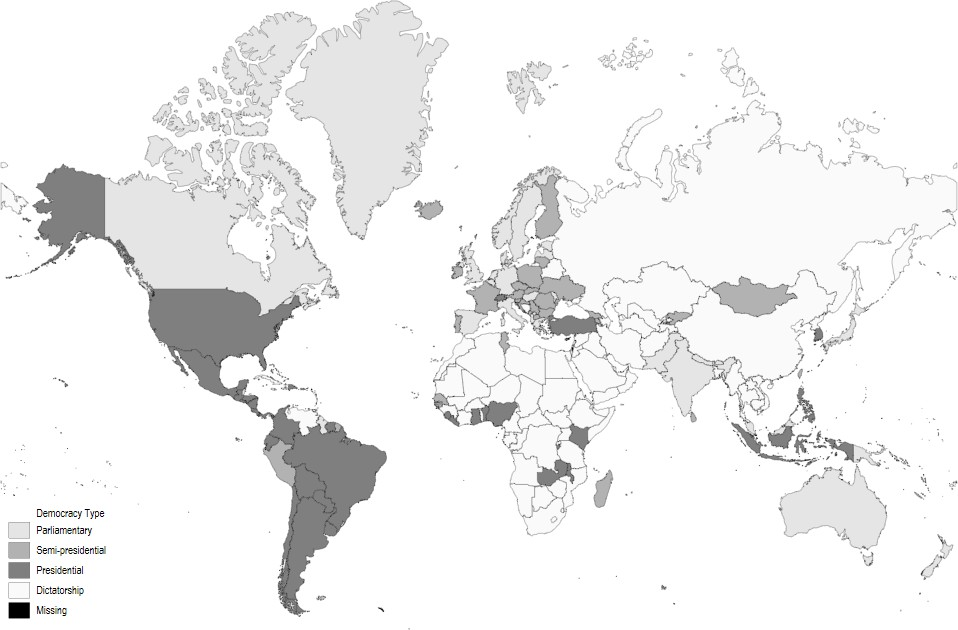 Democracy Type
Parliamentary
Semi-presidential
Presidential
Dictatorship
Missing